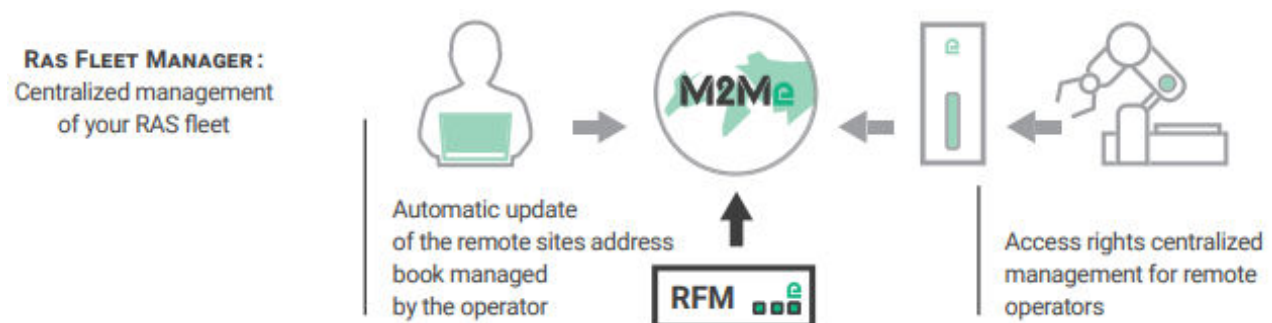 RAS FLEET MANAGER:
Centralized management
of your RAS fleet
M2Me
Automatic update
of the remote sites address
book managed
by the operator
RFM
Access rights centralized
management for remote
operators